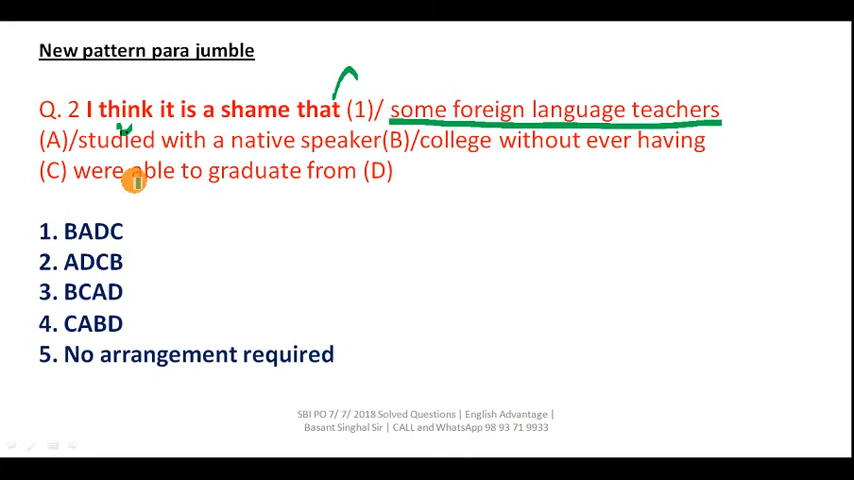 New pattern para jumble
Q. 2 I think it is a shame that (1)/ some foreign language teachers
(A)/studied with a native speaker(B)/college without ever having
(C) were able to graduate from (D)
1. BADC
2. ADCB
3. BCAD
4. CABD
5. No arrangement required
SBI PO 7/ 7/ 2018 Solved Questions | English Advantage |
Basant Singhal Sir | CALL and WhatsApp 98 93 71 9933